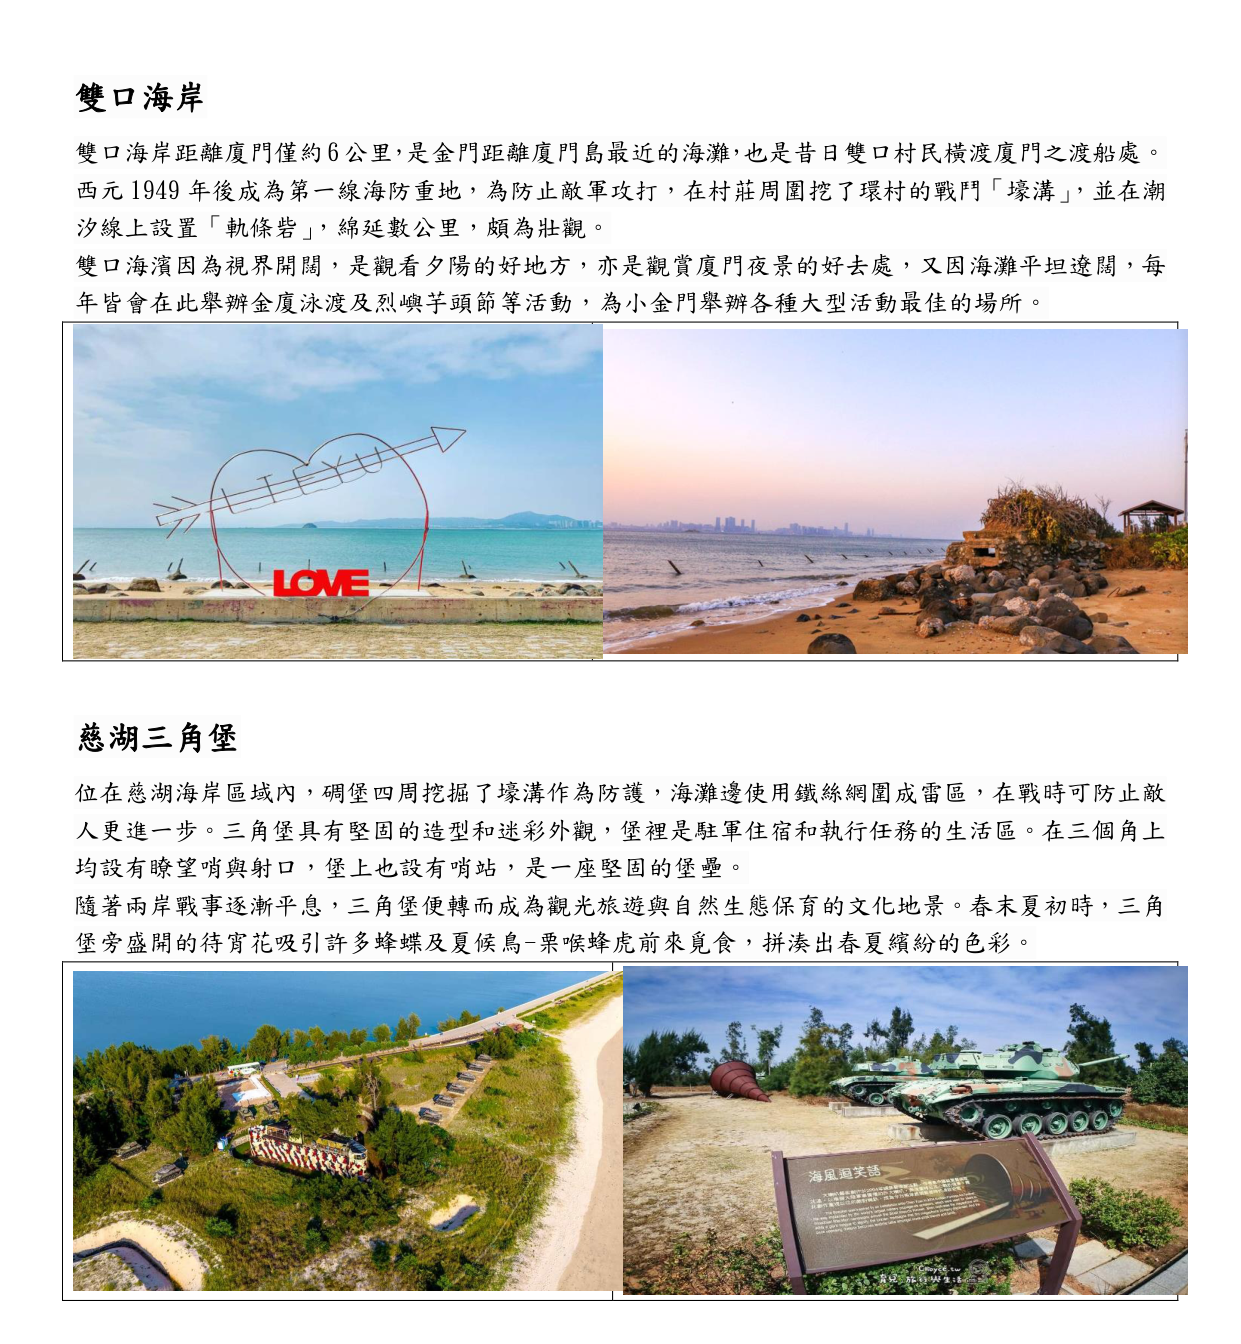 雙口海岸
雙口海岸距離廈門僅約6公里,是金門距離廈門島最近的海灘,也是昔日雙口村民橫渡廈門之渡船處。
西元 1949 年後成為第一線海防重地，為防止敵軍攻打，在村莊周圍挖了環村的戰鬥「壕溝」，並在潮
汐線上設置「軌條砦」，綿延數公里，頗為壯觀。
雙口海濱因為視界開闊，是觀看夕陽的好地方，亦是觀賞廈門夜景的好去處，又因海灘平坦遼闊，每
年皆會在此舉辦金廈泳渡及烈嶼芋頭節等活動，為小金門舉辦各種大型活動最佳的場所。
LIEYU
LOVE
慈湖三角堡
位在慈湖海岸區域內，碉堡四周挖掘了壕溝作為防護，海灘邊使用鐵絲網圍成雷區，在戰時可防止敵
人更進一步。三角堡具有堅固的造型和迷彩外觀，堡裡是駐軍住宿和執行任務的生活區。在三個角上
均設有瞭望哨與射口，堡上也設有哨站，是一座堅固的堡壘。
隨著兩岸戰事逐漸平息，三角堡便轉而成為觀光旅遊與自然生態保育的文化地景。春末夏初時，三角
堡旁盛開的待宵花吸引許多蜂蝶及夏候鳥-栗喉蜂虎前來覓食，拼湊出春夏繽紛的色彩。
海風迴笑語
Choyce.tw